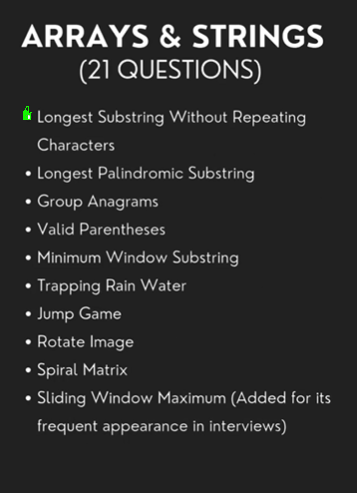 ARRAYS & STRINGS
(21 QUESTIONS)
Longest Substring Without Repeating
Characters
• Longest Palindromic Substring
• Group Anagrams
• Valid Parentheses
• Minimum Window Substring
• Trapping Rain Water
• Jump Game
• Rotate Image
• Spiral Matrix
• Sliding Window Maximum (Added for its
frequent appearance in interviews)